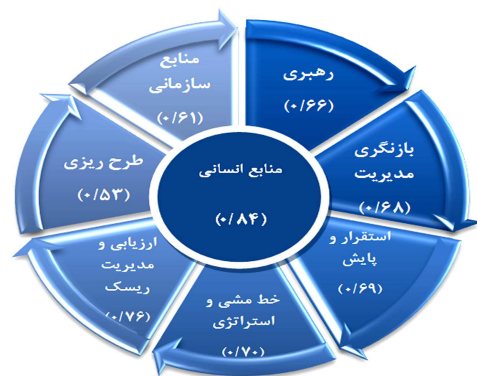 رهبری
(۰/۶۶)
بازنگری
مدیریت
(۰/۶۸)
استقرار و
پایش
(۰/۶۹)
خط مشی و
استراتژی
(۰/۷۰)
ارزیابی و
مدیریت
ریسک
(۰/۷۶)
طرح ریزی
(۰/۵۳)
منابع
سازمانی
(۰/۶۱)
منابع انسانی
(۰/۸۴)